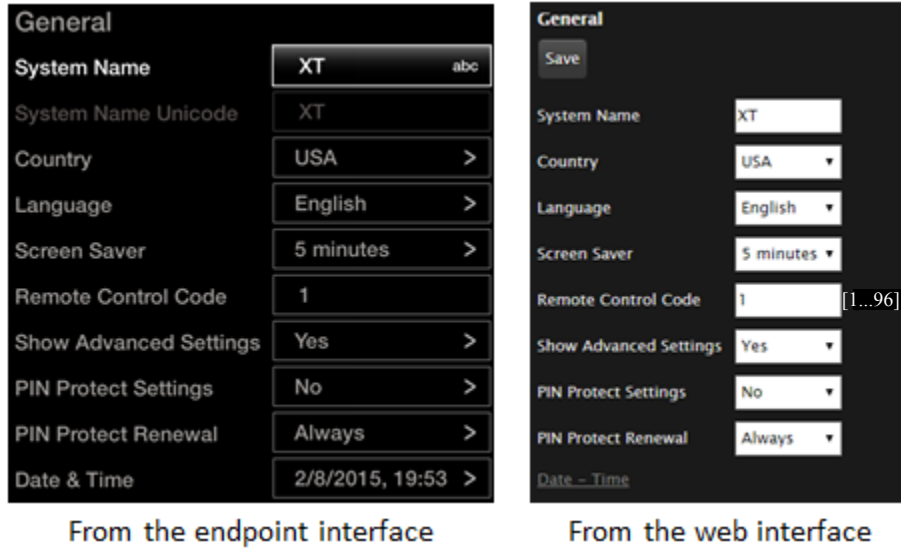 General
System Name XT abc
System Name Unicode XT
Country USA >
Language English >
Screen Saver 5 minutes >
Remote Control Code 1
Show Advanced Settings Yes >
PIN Protect Settings No >
PIN Protect Renewal Always >
Date & Time 2/8/2015, 19:53 >
From the endpoint interface
General
Save
System Name XT
Country USA
Language English
Screen Saver 5 minutes
Remote Control Code 1 [1...96]
Show Advanced Settings Yes
PIN Protect Settings No
PIN Protect Renewal Always
Date – Time
From the web interface